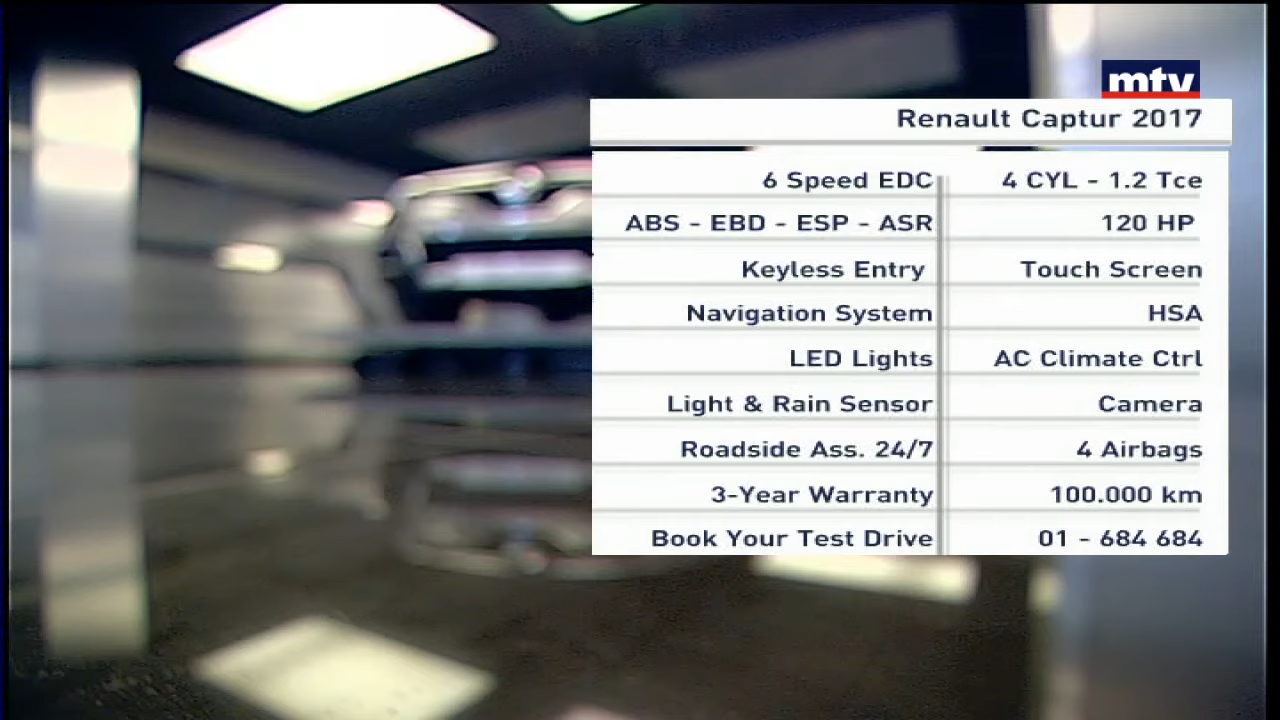 mtv
Renault Captur 2017
6 Speed EDC 4 CYL - 1.2 Tce
ABS - EBD - ESP - ASR 120 HP
Keyless Entry Touch Screen
Navigation System HSA
LED Lights AC Climate Ctrl
Light & Rain Sensor Camera
Roadside Ass. 24/7 4 Airbags
3-Year Warranty 100.000 km
Book Your Test Drive 01 - 684 684